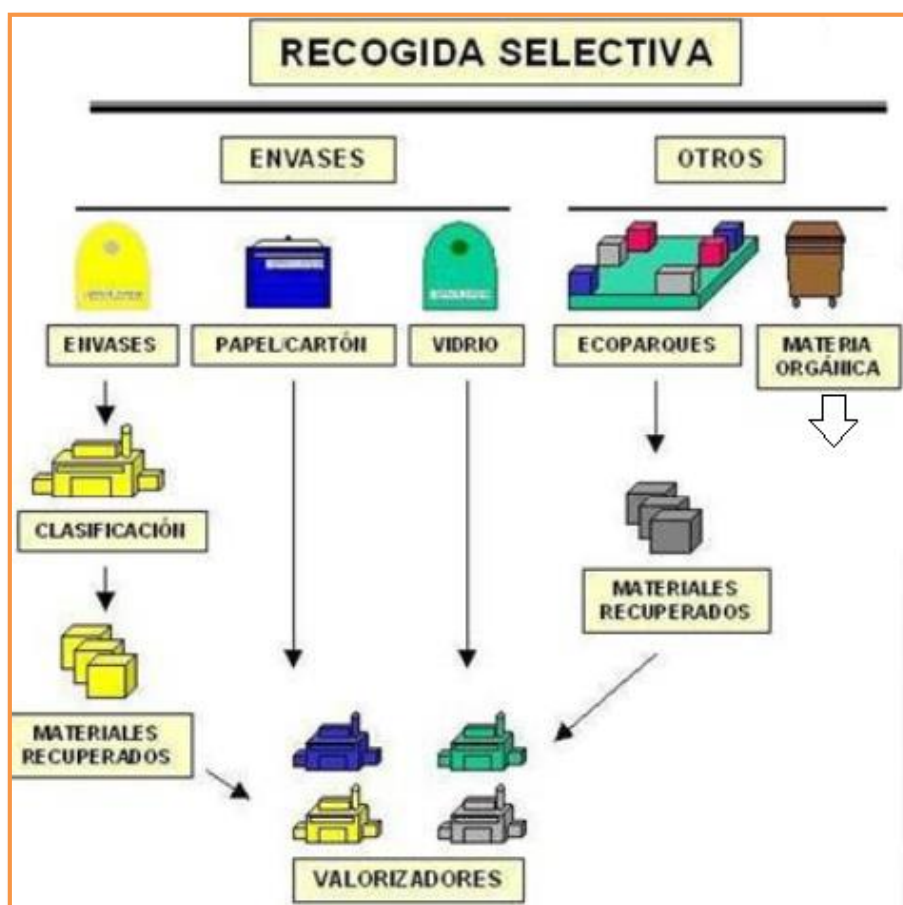 RECOGIDA SELECTIVA
ENVASES
OTROS
ENVASES
PAPEL/CARTÓN
VIDRIO
ECOPARQUES
MATERIA
ORGÁNICA
CLASIFICACIÓN
MATERIALES
RECUPERADOS
MATERIALES
RECUPERADOS
VALORIZADORES